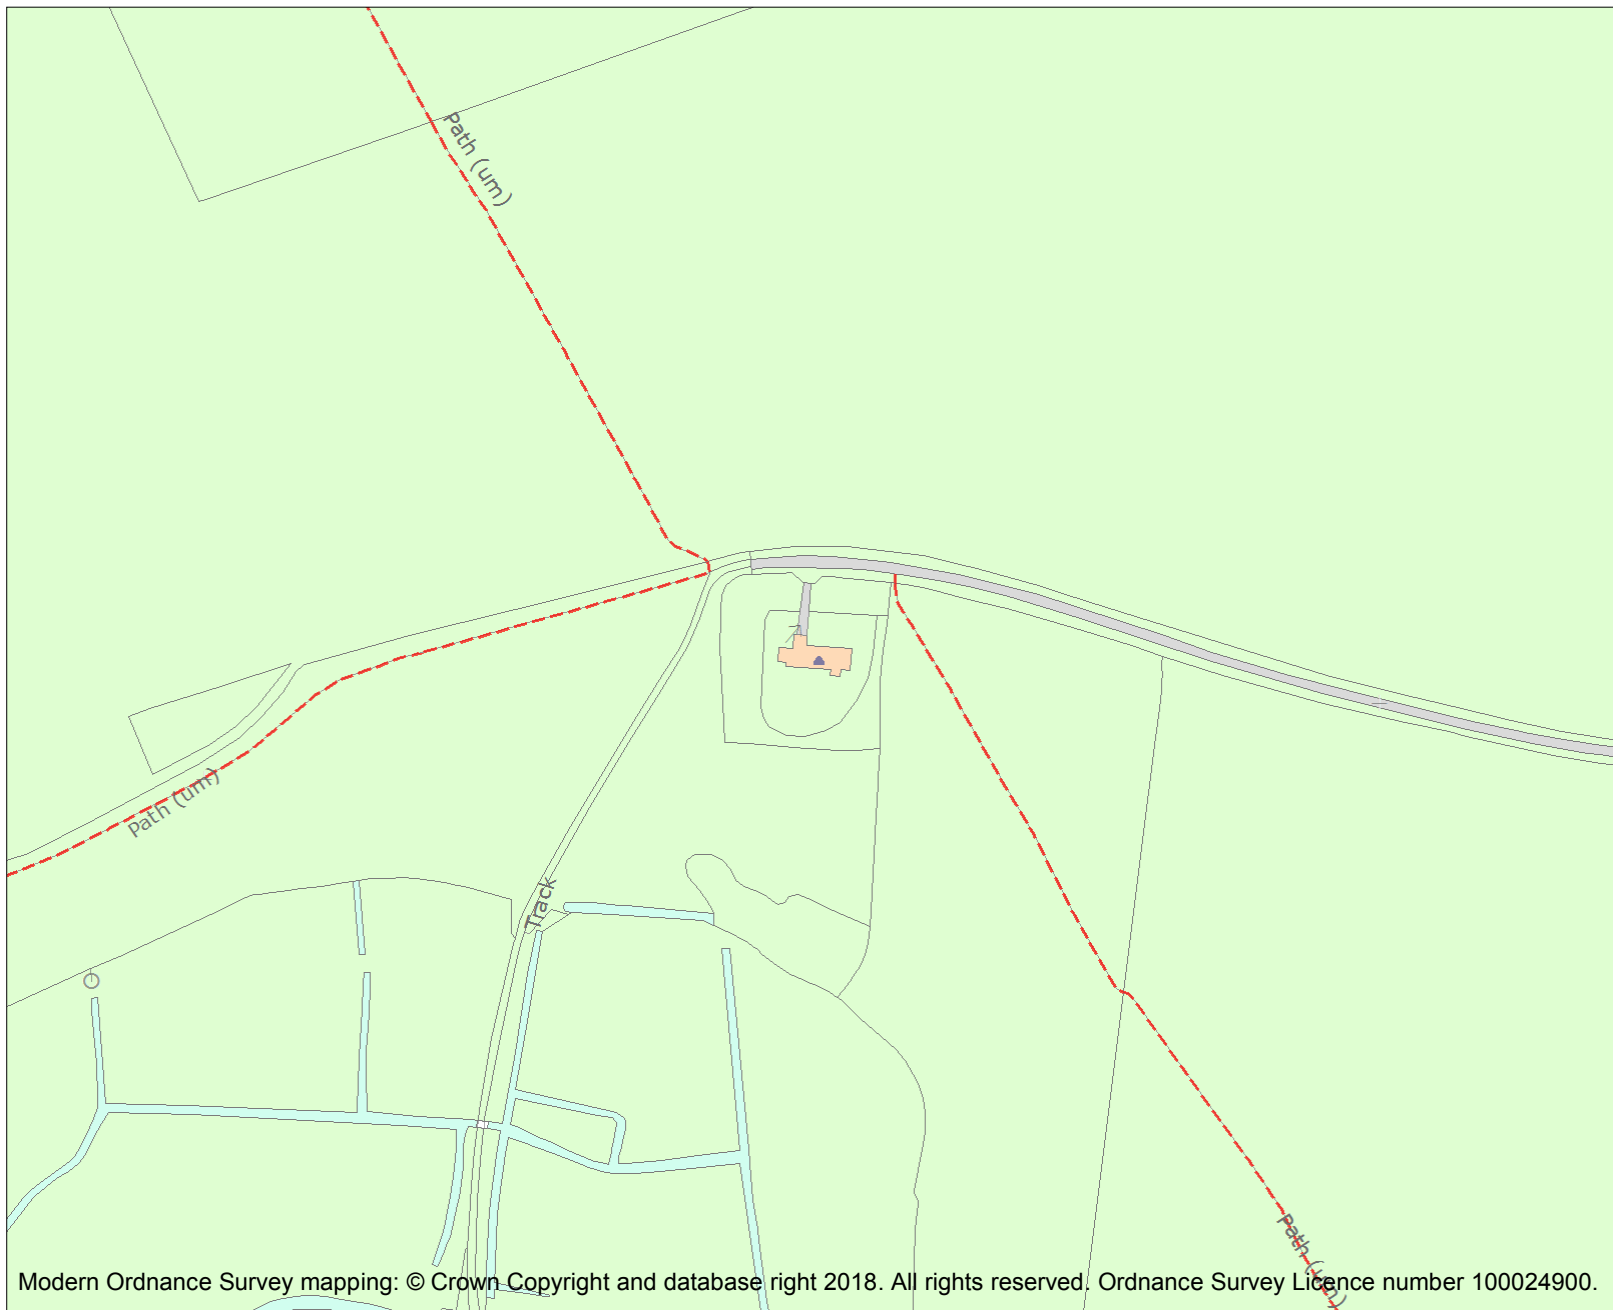 Path (um)
Path (um)
Track
Path (um)
Modern Ordnance Survey mapping: © Crown Copyright and database right 2018. All rights reserved. Ordnance Survey Licence number 100024900.